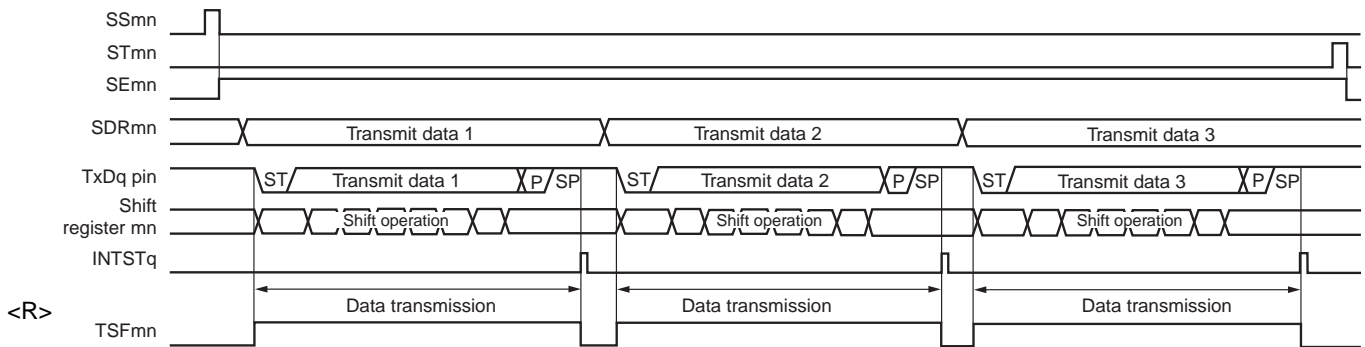 SSmn
STmn
SEmn
SDRmn Transmit data 1 Transmit data 2 Transmit data 3
TxDq pin ST Transmit data 1 P SP ST Transmit data 2 P SP ST Transmit data 3 P SP
Shift
register mn Shift operation Shift operation Shift operation
INTSTq
Data transmission Data transmission Data transmission
<R>
TSFmn